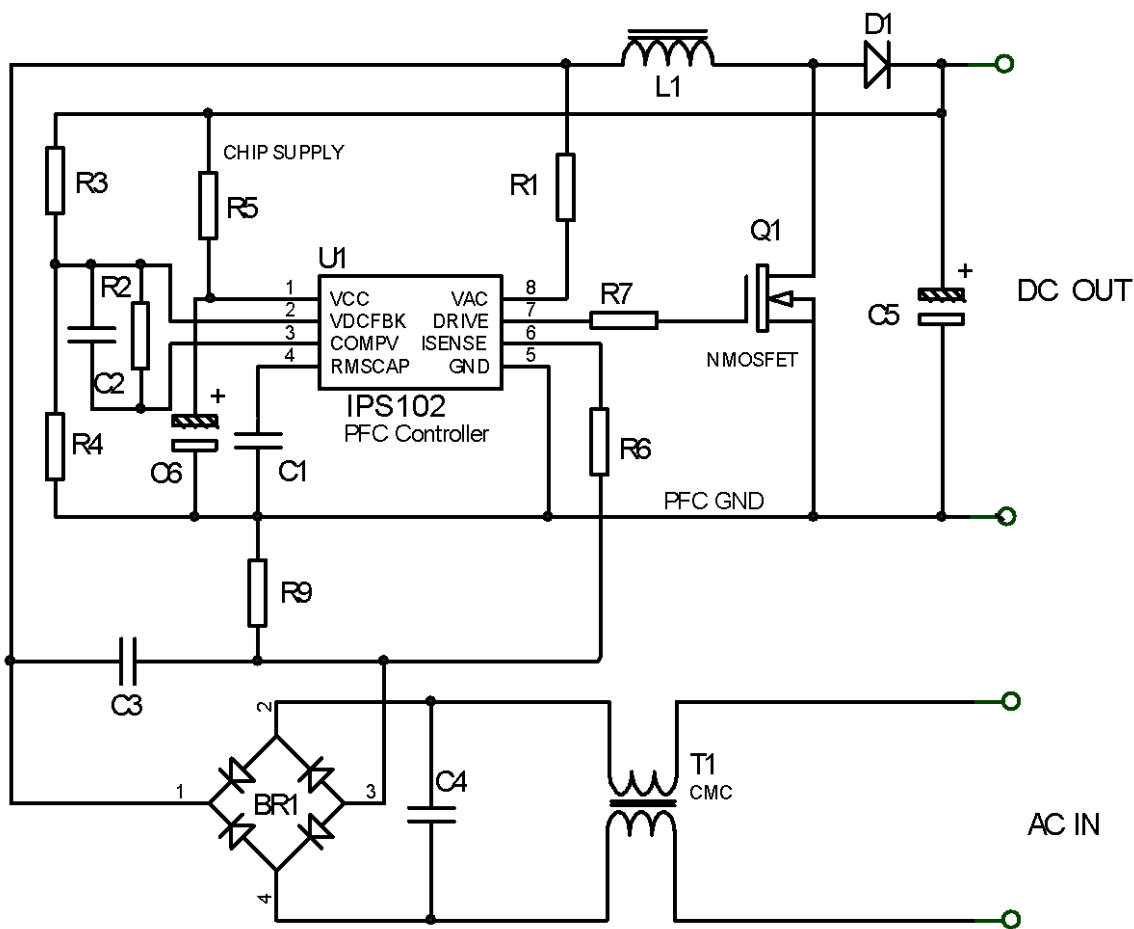 D1
L1
CHIP SUPPLY
R3
R5
R1
Q1
U1
R2
1 VCC VAC 8
R7
DC OUT
2 VDCFBK DRIVE 7
C5
+
3 COMPV ISENSE 6
NMOSFET
C2
4 RMSCAP GND 5
+
IPS102
PFC Controller
R4
C6
C1
R6
PFC GND
R9
C3
2
T1
CMC
C4
1
BR1
3
AC IN
4